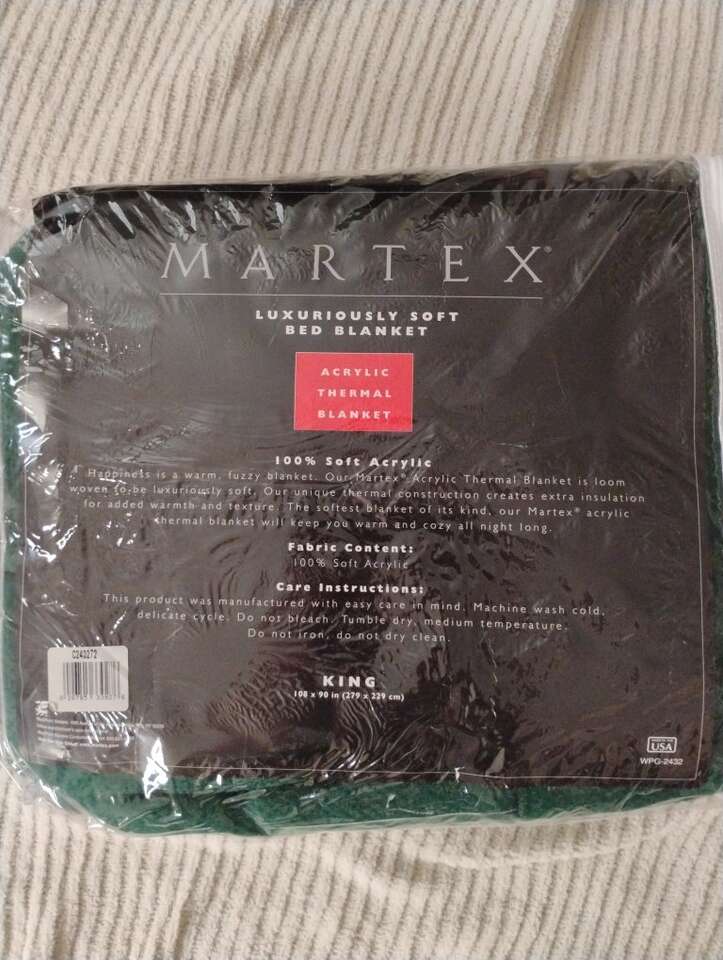 MARTEX®
LUXURIOUSLY SOFT
BED BLANKET
ACRYLIC
THERMAL
BLANKET
100% Soft Acrylic
Happiness is a warm, fuzzy blanket. Our Martex® Acrylic Thermal Blanket is loom
woven to be luxuriously soft. Our unique thermal construction creates extra insulation
for added warmth and texture. The softest blanket of its kind, our Martex® acrylic
thermal blanket will keep you warm and cozy all night long.
Fabric Content:
100% Soft Acrylic
Care Instructions:
This product was manufactured with easy care in mind. Machine wash cold,
delicate cycle. Do not bleach. Tumble dry, medium temperature.
Do not iron, do not dry clean.
C243272
KING
108 x 90 in (279 x 229 cm)
MADE IN THE
USA
WPG-2432